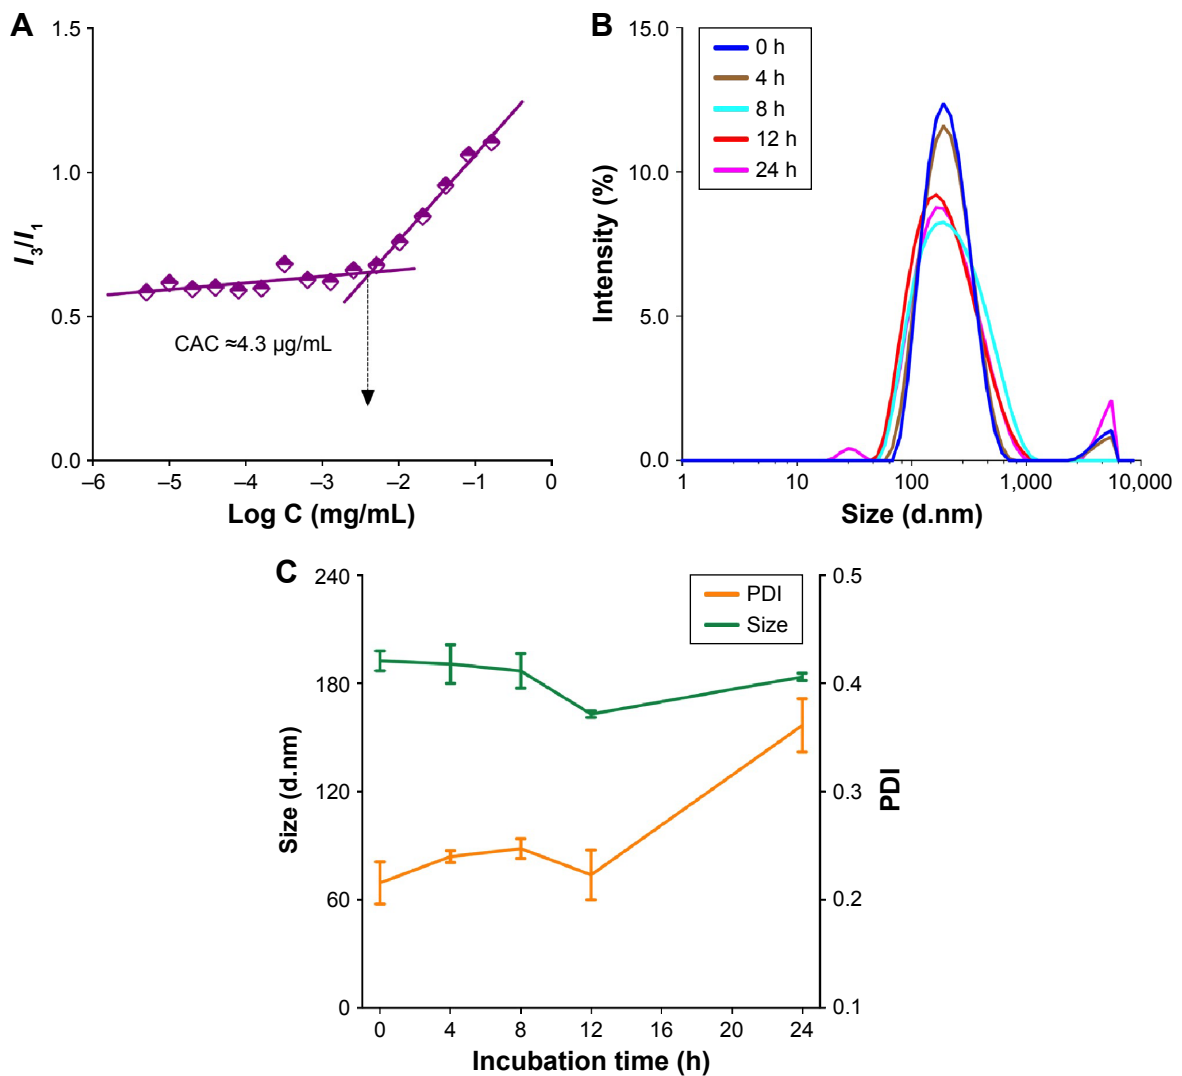 A
1.5
1.0
0.5
0.0
I3/I1
CAC ≈4.3 μg/mL
–6 –5 –4 –3 –2 –1 0
Log C (mg/mL)
B
15.0
10.0
5.0
0.0
Intensity (%)
0 h
4 h
8 h
12 h
24 h
1 10 100 1,000 10,000
Size (d.nm)
C
240
180
120
60
0
Size (d.nm)
PDI
Size
0.5
0.4
0.3
0.2
0.1
PDI
0 4 8 12 16 20 24
Incubation time (h)